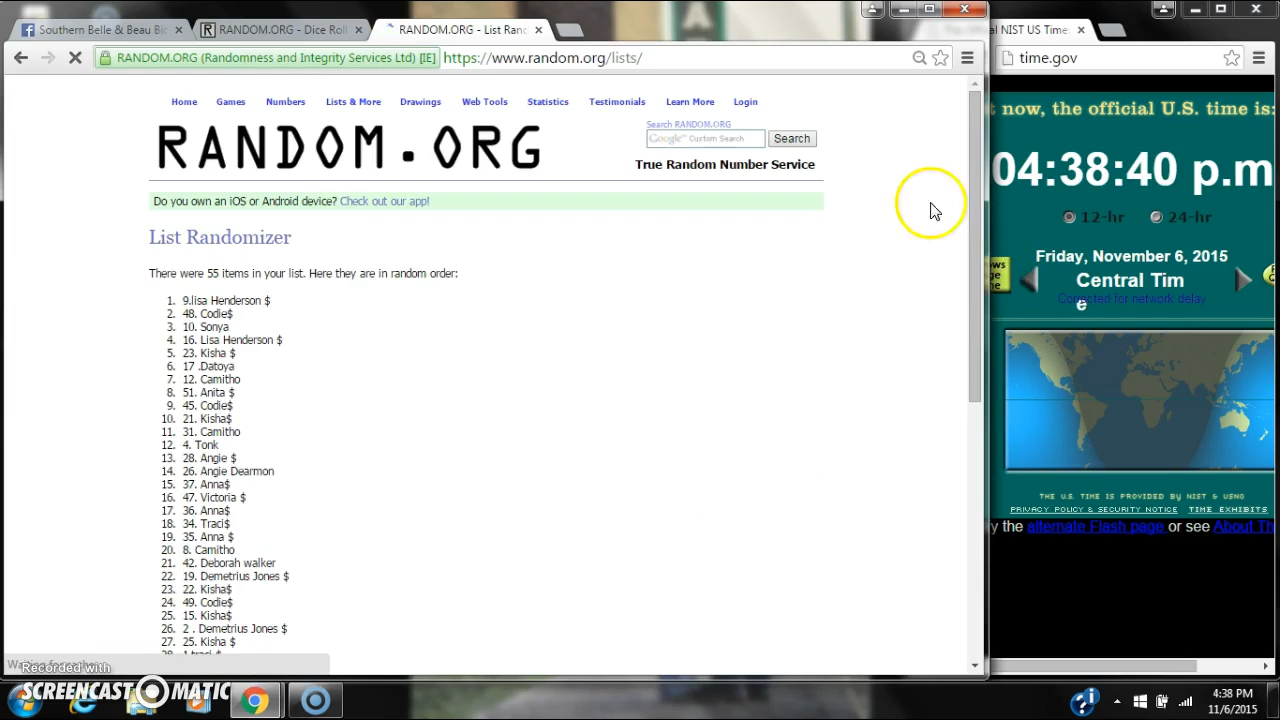 Southern Belle & Beau Bi
RANDOM.ORG - Dice Roll
RANDOM.ORG - List Ran
NIST US Time
RANDOM.ORG (Randomness and Integrity Services Ltd) [IE]
https://www.random.org/lists/
time.gov
Home Games Numbers Lists & More Drawings Web Tools Statistics Testimonials Learn More Login
RANDOM.ORG
Search RANDOM.ORG
Google™ Custom Search
Search
True Random Number Service
Do you own an iOS or Android device? Check out our app!
List Randomizer
There were 55 items in your list. Here they are in random order:
1. 9.lisa Henderson $
2. 48. Codie$
3. 10. Sonya
4. 16. Lisa Henderson $
5. 23. Kisha $
6. 17 .Datoya
7. 12. Camitho
8. 51. Anita $
9. 45. Codie$
10. 21. Kisha$
11. 31. Camitho
12. 4. Tonk
13. 28. Angie $
14. 26. Angie Dearmon
15. 37. Anna$
16. 47. Victoria $
17. 36. Anna$
18. 34. Traci$
19. 35. Anna $
20. 8. Camitho
21. 42. Deborah walker
22. 19. Demetrius Jones $
23. 22. Kisha$
24. 49. Codie$
25. 15. Kisha$
26. 2 . Demetrius Jones $
27. 25. Kisha $
28. 1.traci $
t now, the official U.S. time is:
04:38:40 p.m
12-hr 24-hr
Friday, November 6, 2015
Central Tim
e
Corrected for network delay
THE U.S. TIME IS PROVIDED BY NIST & USNO
PRIVACY POLICY & SECURITY NOTICE TIME EXHIBITS
y the alternate Flash page or see About Th
Recorded with
SCREENCAST-O-MATIC
4:38 PM
11/6/2015